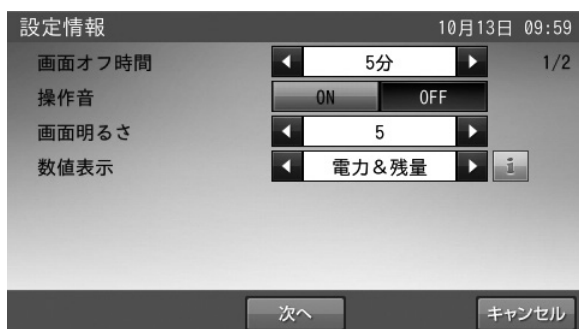 設定情報 10月13日 09:59
画面オフ時間 5分 1/2
操作音 ON OFF
画面明るさ 5
数値表示 電力&残量 i
次へ キャンセル